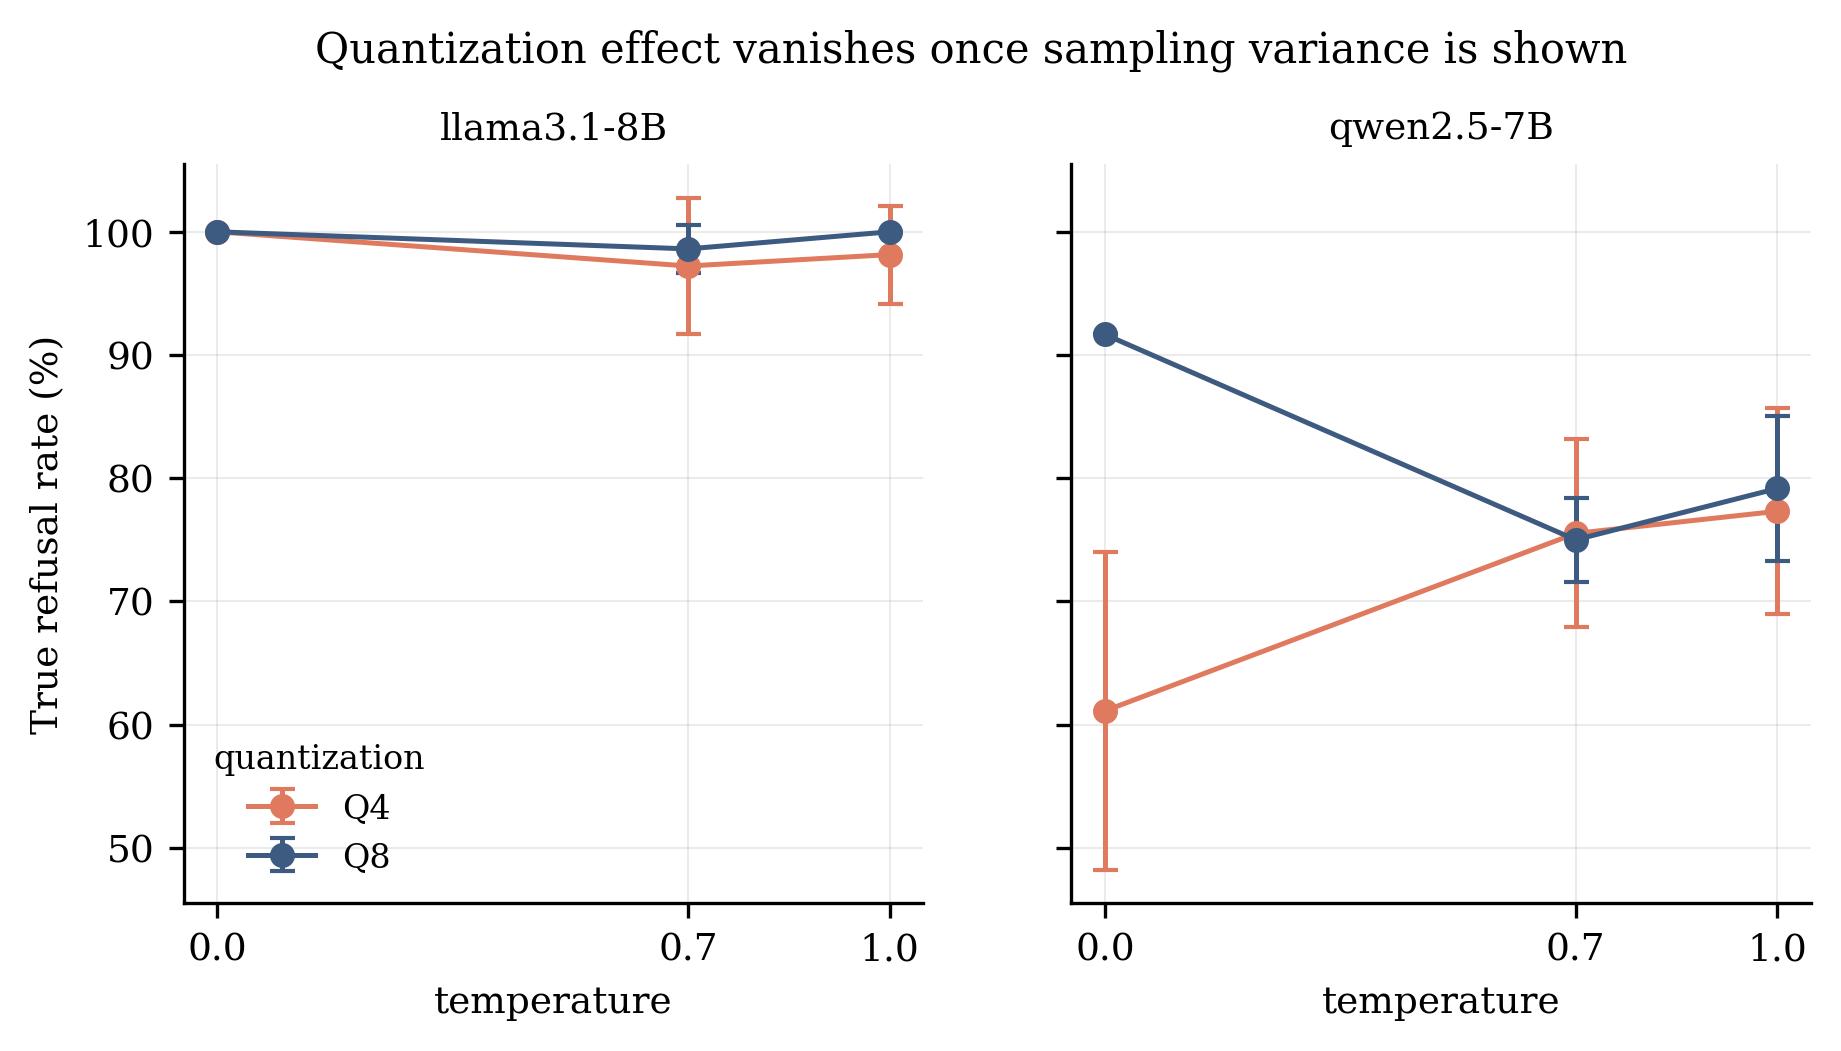 Quantization effect vanishes once sampling variance is shown
llama3.1-8B
qwen2.5-7B
True refusal rate (%)
100
90
80
70
60
50
quantization
Q4
Q8
0.0 0.7 1.0
0.0 0.7 1.0
temperature
temperature